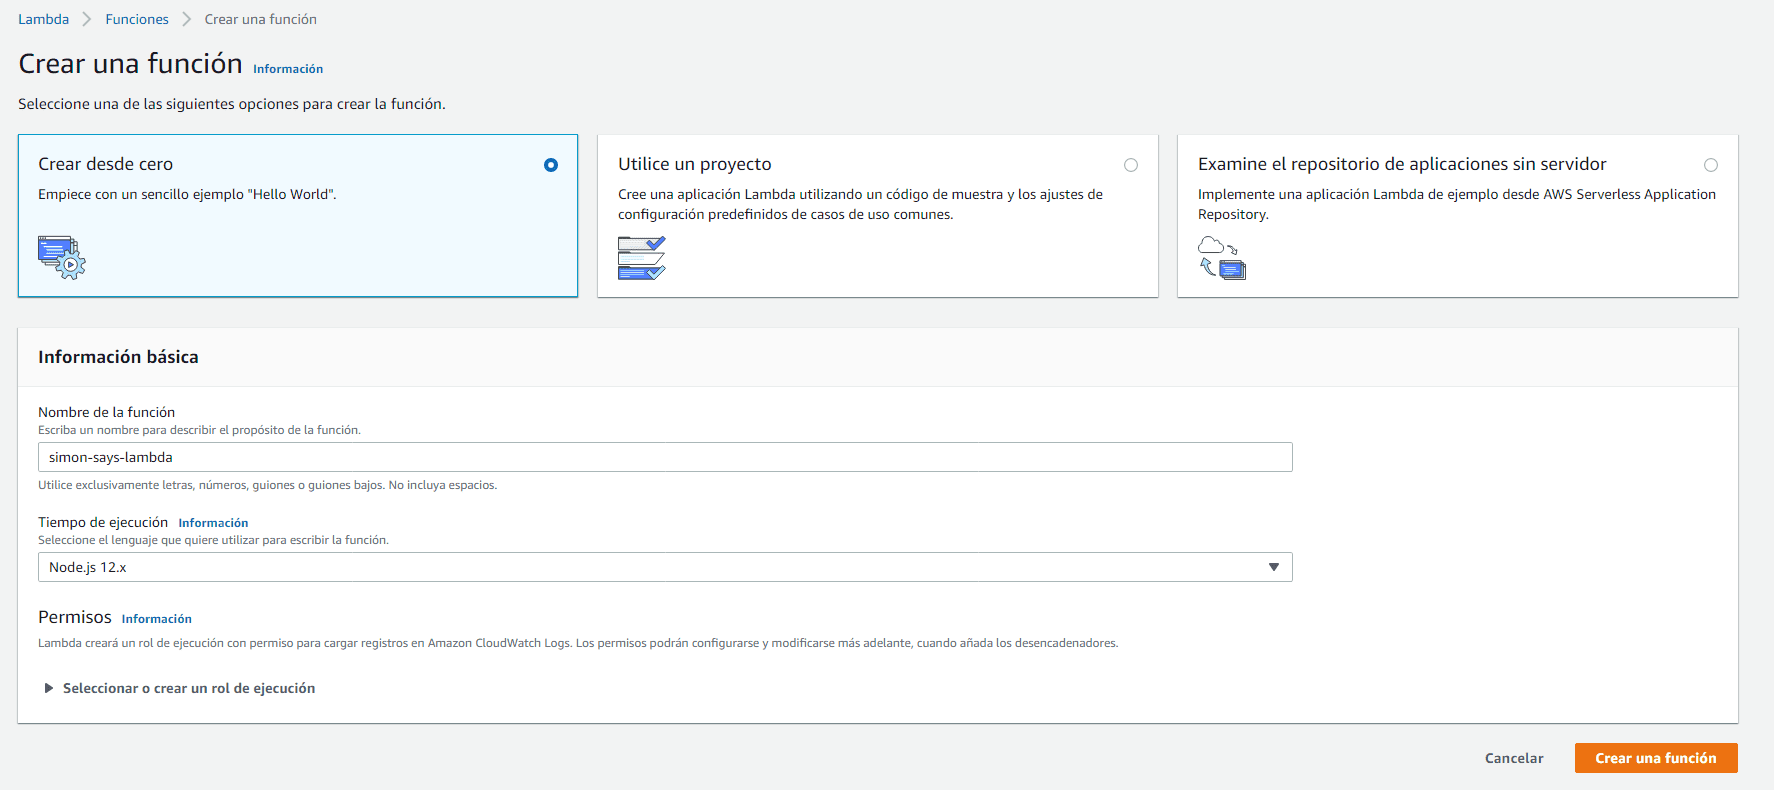 Lambda Funciones Crear una función
Crear una función Información
Seleccione una de las siguientes opciones para crear la función.
Crear desde cero
Empiece con un sencillo ejemplo "Hello World".
Utilice un proyecto
Cree una aplicación Lambda utilizando un código de muestra y los ajustes de
configuración predefinidos de casos de uso comunes.
Examine el repositorio de aplicaciones sin servidor
Implemente una aplicación Lambda de ejemplo desde AWS Serverless Application
Repository.
Información básica
Nombre de la función
Escriba un nombre para describir el propósito de la función.
simon-says-lambda
Utilice exclusivamente letras, números, guiones o guiones bajos. No incluya espacios.
Tiempo de ejecución Información
Seleccione el lenguaje que quiere utilizar para escribir la función.
Node.js 12.x
Permisos Información
Lambda creará un rol de ejecución con permiso para cargar registros en Amazon CloudWatch Logs. Los permisos podrán configurarse y modificarse más adelante, cuando añada los desencadenadores.
Seleccionar o crear un rol de ejecución
Cancelar Crear una función